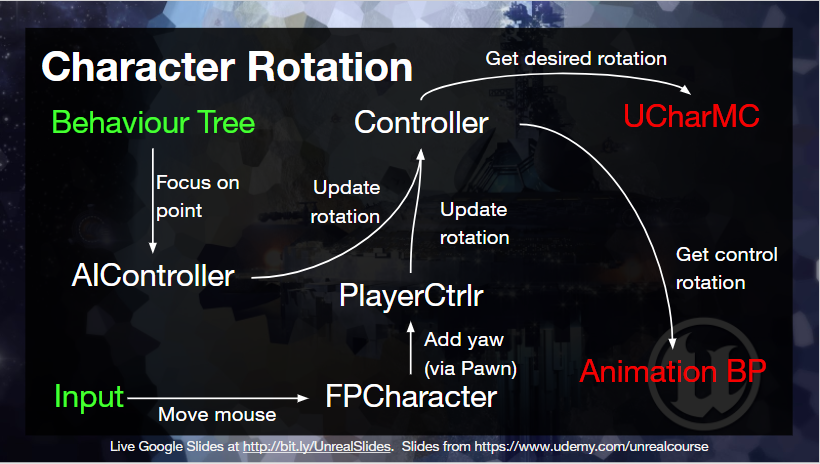 Character Rotation
Get desired rotation
Behaviour Tree
Controller
UCharMC
Focus on
point
Update
rotation
Update
rotation
AIController
PlayerCtrlr
Get control
rotation
Add yaw
(via Pawn)
Animation BP
Input
Move mouse
FPCharacter
Live Google Slides at http://bit.ly/UnrealSlides. Slides from https://www.udemy.com/unrealcourse